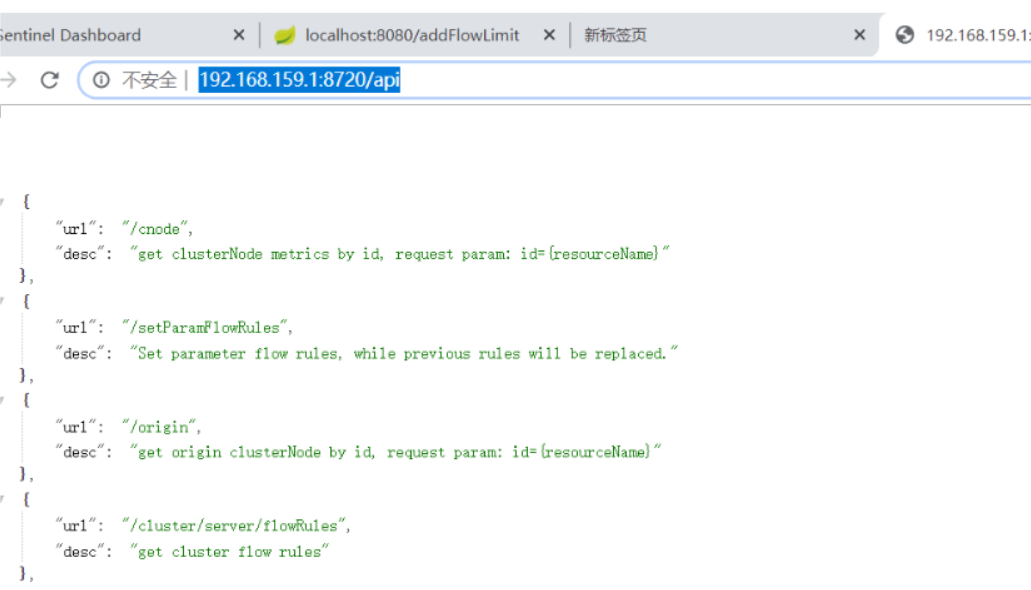 Sentinel Dashboard
localhost:8080/addFlowLimit
新标签页
192.168.159.1:
不安全 | 192.168.159.1:8720/api
{
"url": "/cnode",
"desc": "get clusterNode metrics by id, request param: id={resourceName}"
},
{
"url": "/setParamFlowRules",
"desc": "Set parameter flow rules, while previous rules will be replaced."
},
{
"url": "/origin",
"desc": "get origin clusterNode by id, request param: id={resourceName}"
},
{
"url": "/cluster/server/flowRules",
"desc": "get cluster flow rules"
},